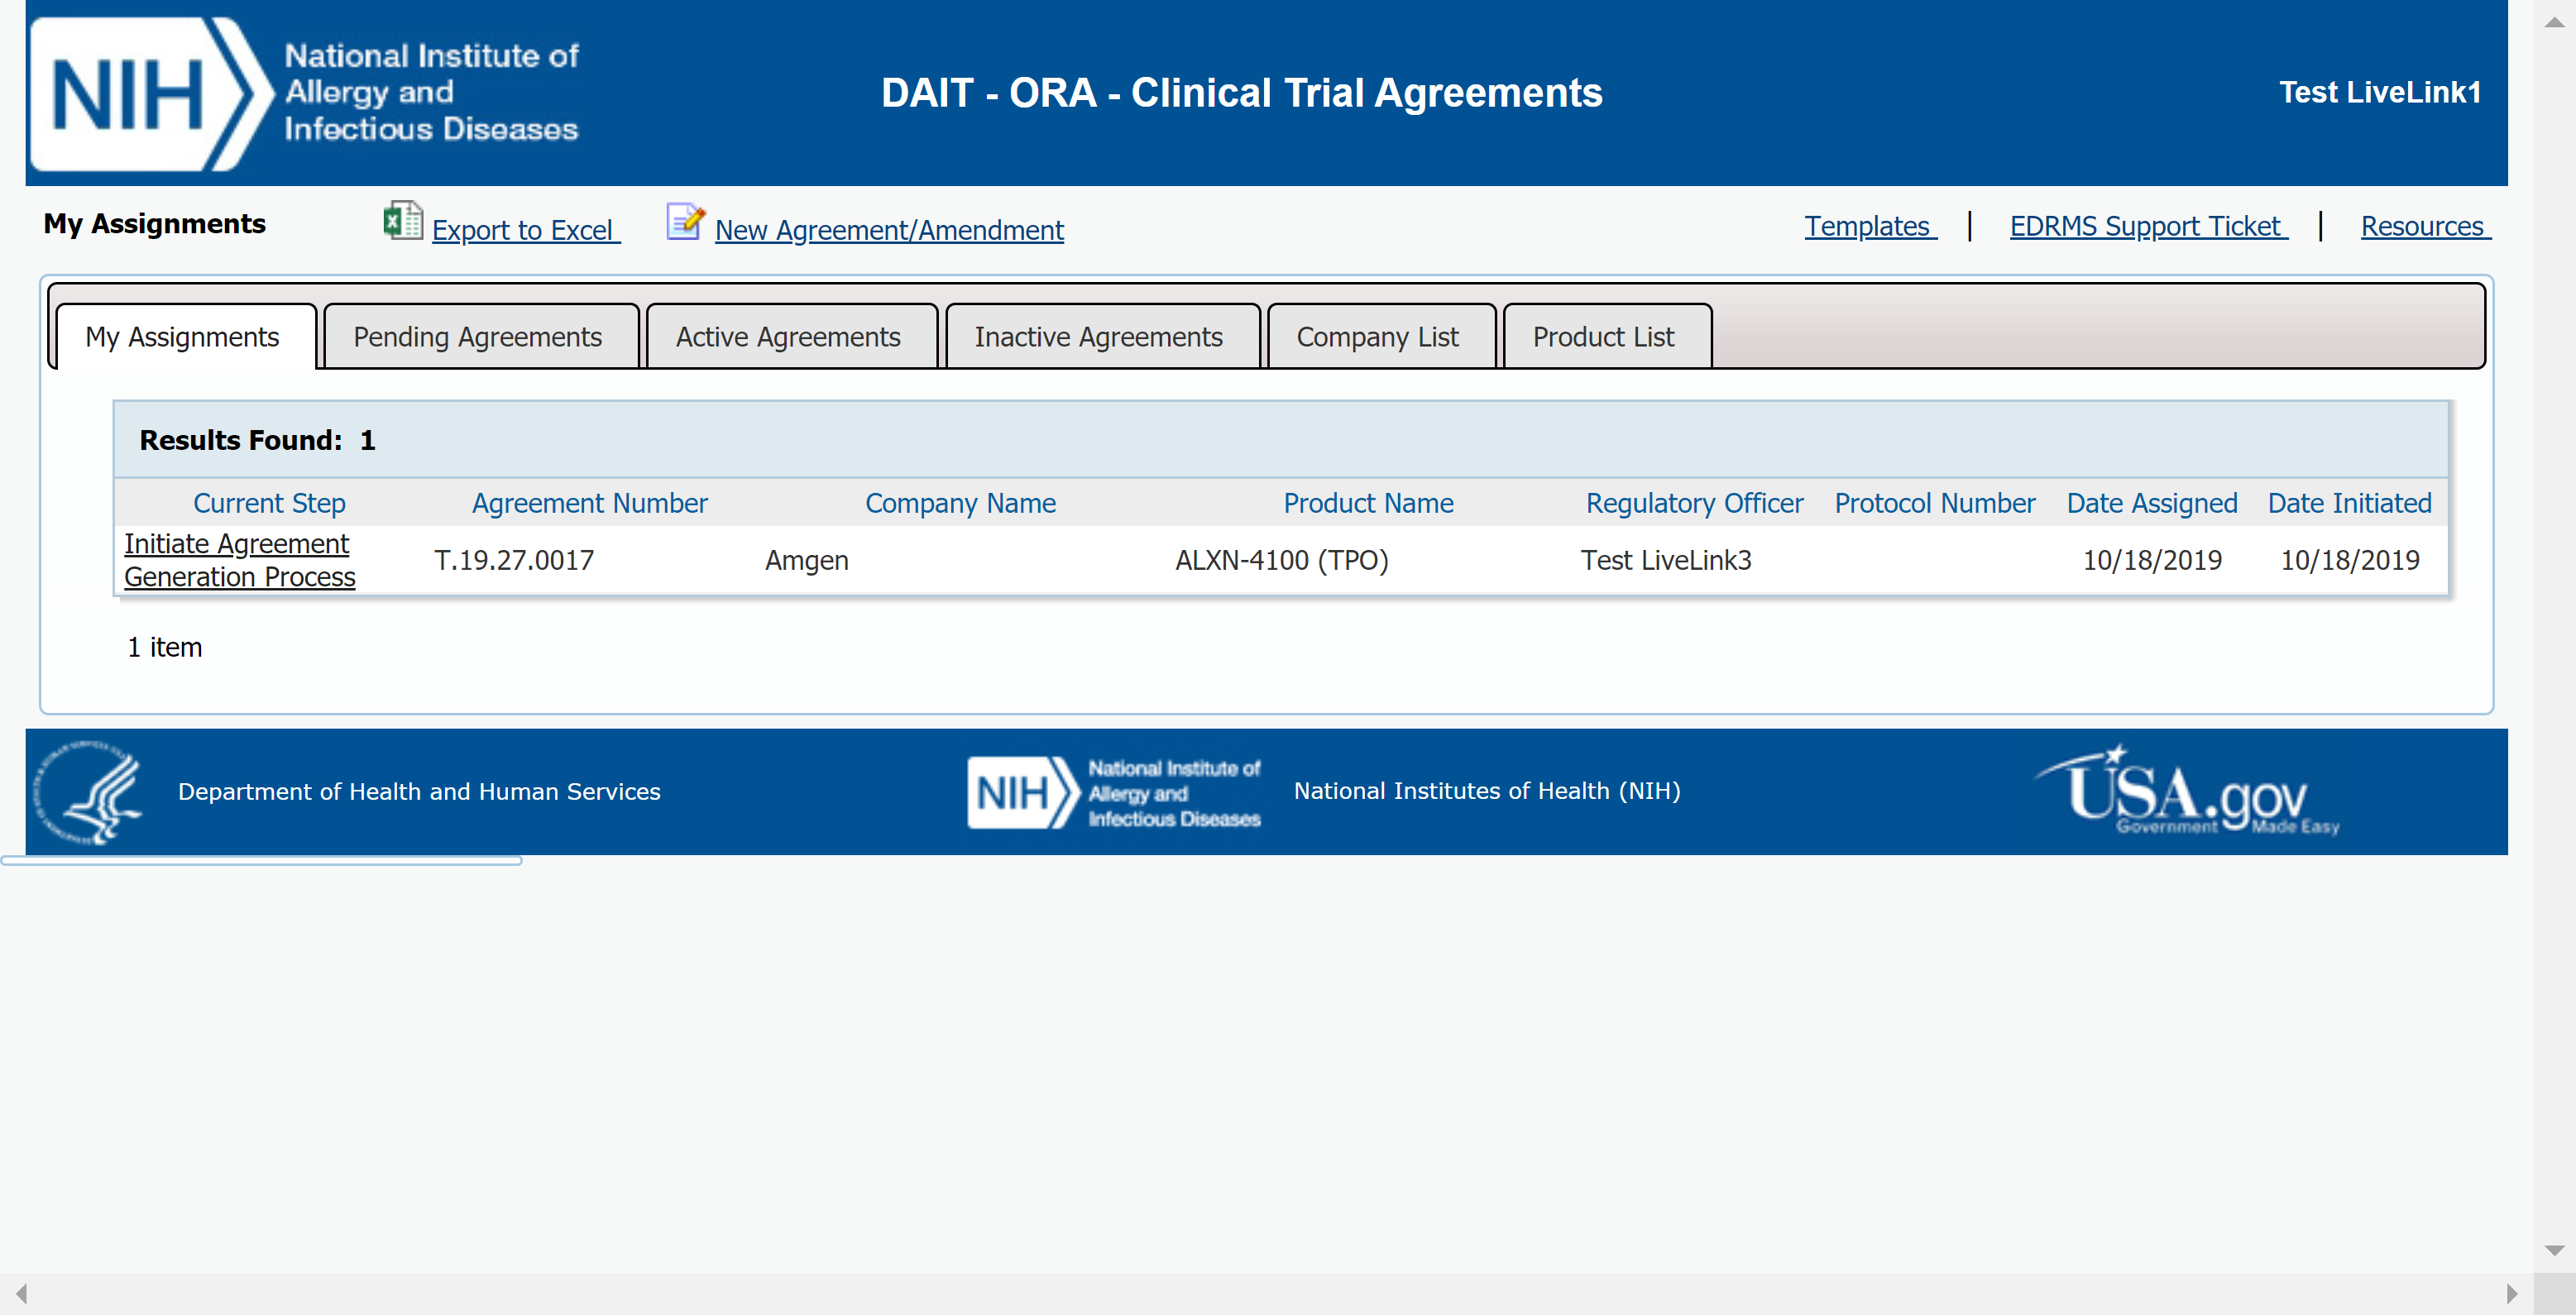 NIH
National Institute of
Allergy and
Infectious Diseases
DAIT - ORA - Clinical Trial Agreements
Test LiveLink1
My Assignments
Export to Excel
New Agreement/Amendment
Templates | EDRMS Support Ticket | Resources
My Assignments
Pending Agreements
Active Agreements
Inactive Agreements
Company List
Product List
Results Found: 1
Current Step Agreement Number Company Name Product Name Regulatory Officer Protocol Number Date Assigned Date Initiated
Initiate Agreement
Generation Process
T.19.27.0017 Amgen ALXN-4100 (TPO) Test LiveLink3 10/18/2019 10/18/2019
1 item
Department of Health and Human Services
NIH
National Institute of
Allergy and
Infectious Diseases
National Institutes of Health (NIH)
USA.gov
Government Made Easy